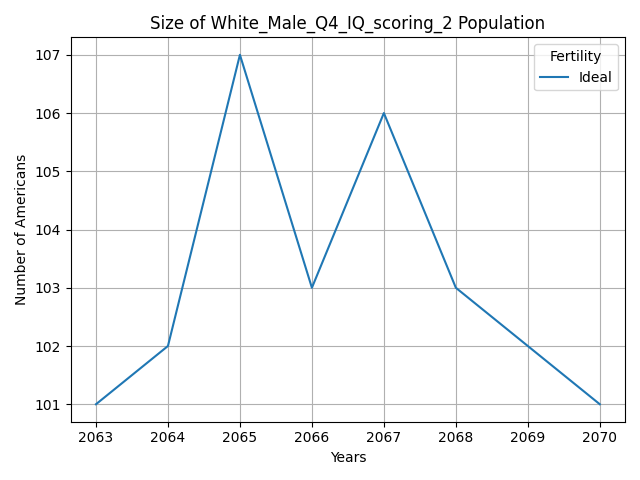 Size of White_Male_Q4_IQ_scoring_2 Population
Fertility
Ideal
Number of Americans
107
106
105
104
103
102
101
2063 2064 2065 2066 2067 2068 2069 2070
Years